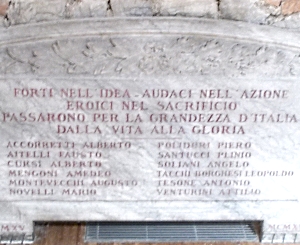 FORTI NELL'IDEA - AUDACI NELL'AZIONE
EROICI NEL SACRIFICIO
PASSARONO PER LA GRANDEZZA D'ITALIA
DALLA VITA ALLA GLORIA
ACCORRETTI ALBERTO
AITELLI FAUSTO
CURSI ALBERTO
MENGONI AMEDEO
MONTEVECCHI AUGUSTO
NOVELLI MARIO
POLIDORI PIERO
SANTUCCI PLINIO
SOLIANI ANGELO
TACCHI BORGHESI LEOPOLDO
TESONE ANTONIO
VENTURINI ATTILIO